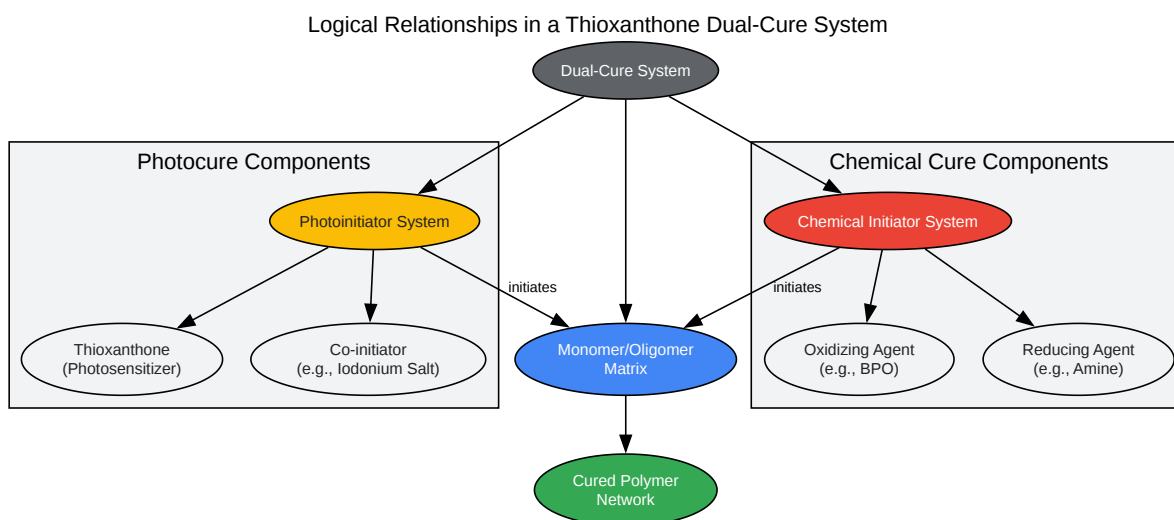 Logical Relationships in a Thioxanthone Dual-Cure System
Dual-Cure System
Photocure Components
Chemical Cure Components
Photoinitiator System
Chemical Initiator System
initiates
initiates
Thioxanthone
(Photosensitizer)
Co-initiator
(e.g., Iodonium Salt)
Monomer/Oligomer
Matrix
Oxidizing Agent
(e.g., BPO)
Reducing Agent
(e.g., Amine)
Cured Polymer
Network